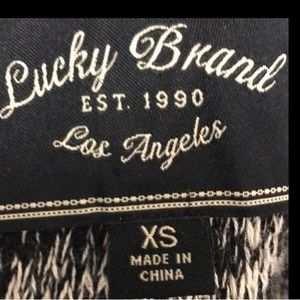 Lucky Brand
EST. 1990
Los Angeles
XS
MADE IN
CHINA